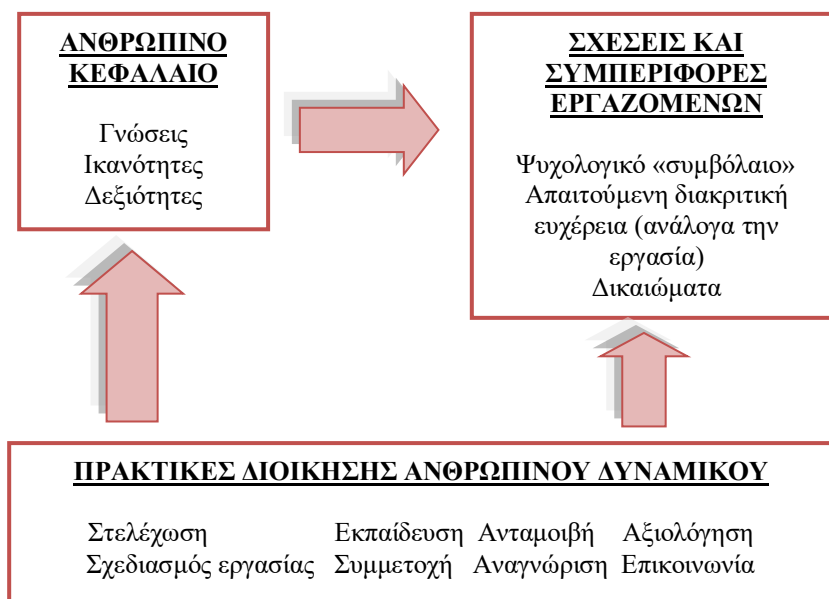 ΑΝΘΡΩΠΙΝΟ
ΚΕΦΑΛΑΙΟ
Γνώσεις
Ικανότητες
Δεξιότητες
ΣΧΕΣΕΙΣ ΚΑΙ
ΣΥΜΠΕΡΙΦΟΡΕΣ
ΕΡΓΑΖΟΜΕΝΩΝ
Ψυχολογικό «συμβόλαιο»
Απαιτούμενη διακριτική
ευχέρεια (ανάλογα την
εργασία)
Δικαιώματα
ΠΡΑΚΤΙΚΕΣ ΔΙΟΙΚΗΣΗΣ ΑΝΘΡΩΠΙΝΟΥ ΔΥΝΑΜΙΚΟΥ
Στελέχωση Εκπαίδευση Ανταμοιβή Αξιολόγηση
Σχεδιασμός εργασίας Συμμετοχή Αναγνώριση Επικοινωνία